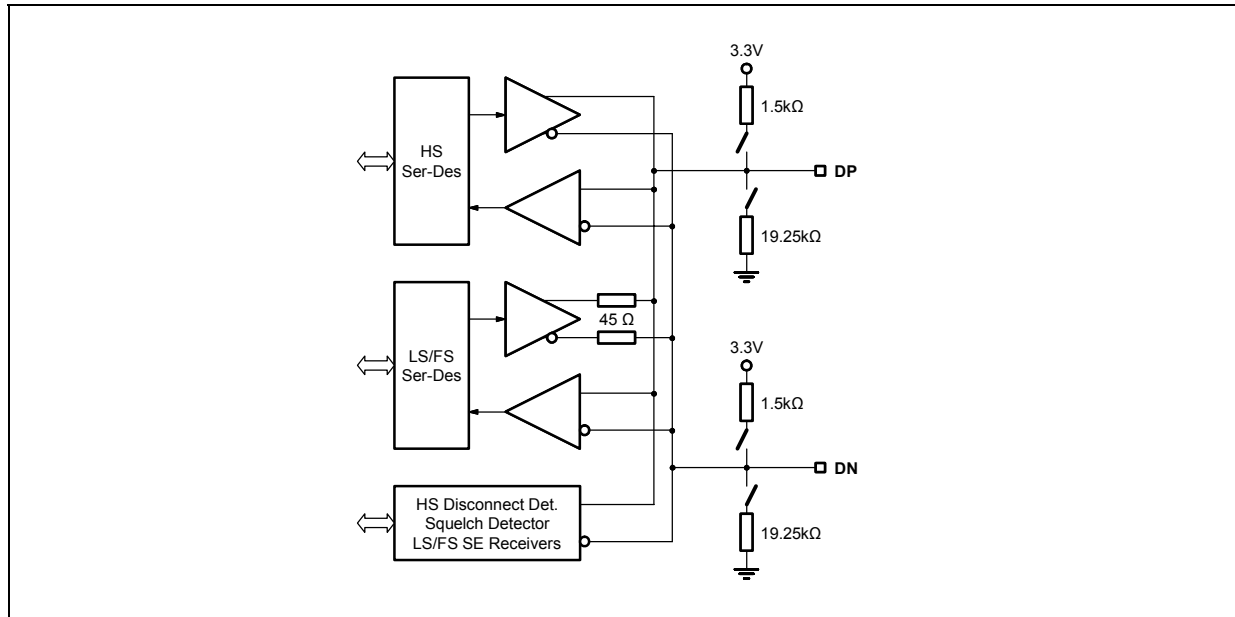 3.3V
1.5kΩ
HS
Ser-Des
DP
19.25kΩ
45 Ω
LS/FS
Ser-Des
3.3V
1.5kΩ
DN
HS Disconnect Det.
Squelch Detector
LS/FS SE Receivers
19.25kΩ